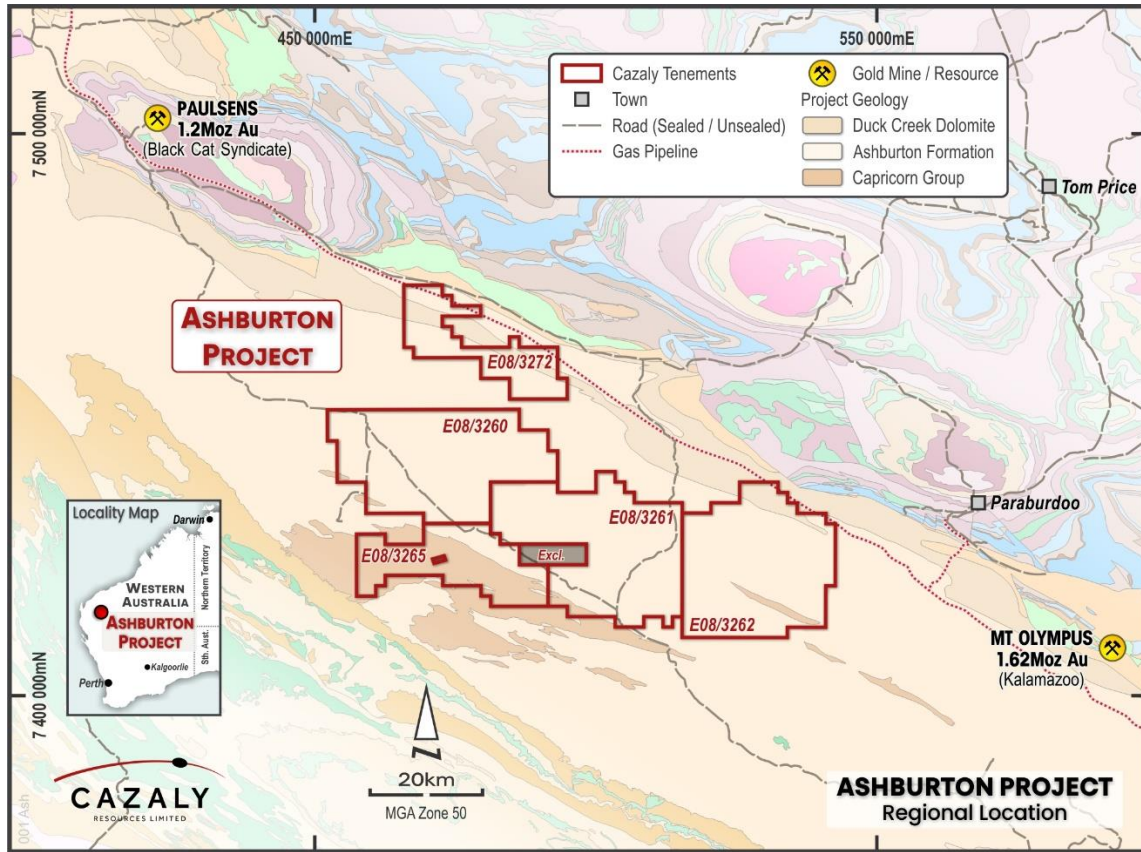 450 000mE
550 000mE
7 500 000mN
7 400 000mN
PAULSENS
1.2Moz Au
(Black Cat Syndicate)
Cazaly Tenements
Town
Road (Sealed / Unsealed)
Gas Pipeline
Gold Mine / Resource
Project Geology
Duck Creek Dolomite
Ashburton Formation
Capricorn Group
Tom Price
ASHBURTON
PROJECT
E08/3272
E08/3260
E08/3261
Paraburdoo
E08/3265
Excl.
E08/3262
MT OLYMPUS
1.62Moz Au
(Kalamazoo)
Locality Map
Darwin
WESTERN
AUSTRALIA
Northern Territory
ASHBURTON
PROJECT
Sth. Aust.
Kalgoorlie
Perth
N
20km
MGA Zone 50
CAZALY
RESOURCES LIMITED
ASHBURTON PROJECT
Regional Location
001 Ash